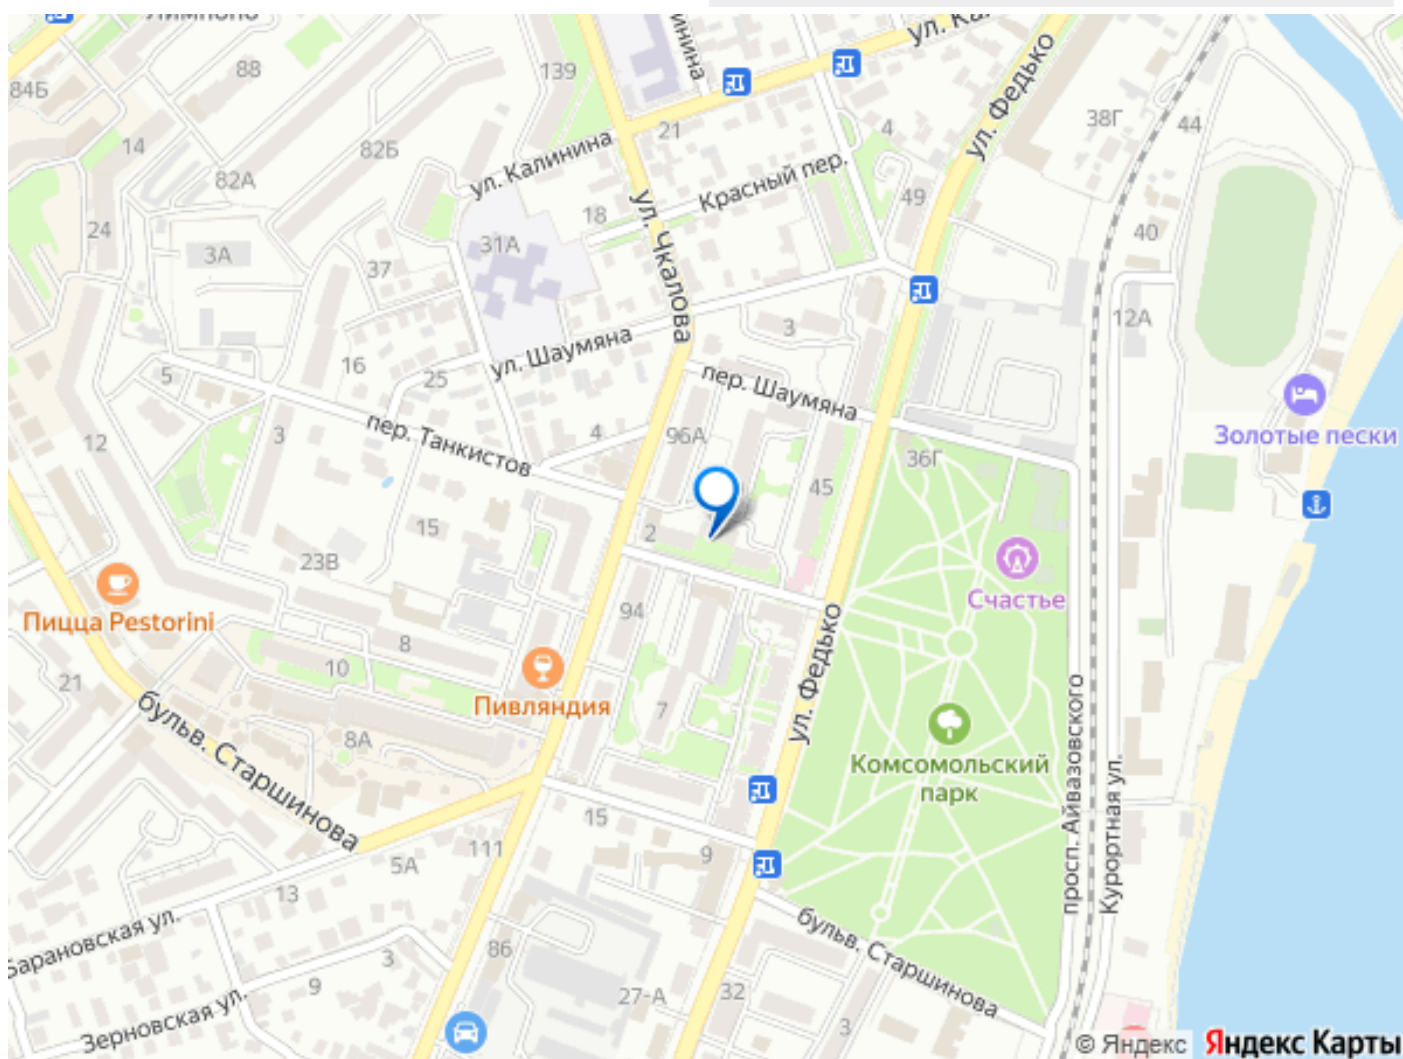 Лимпопо
ул. Федько
84Б
88
139
14
82Б
82А
21
4
38Г
44
ул. Калинина
Красный пер.
18
49
24
3А
37
31А
ул. Чкалова
40
12А
3
ул. Шаумяна
16
25
5
пер. Шаумяна
Золотые пески
пер. Танкистов
4
96А
3
12
36Г
45
15
2
23В
Счастье
Пицца Pestorini
94
8
10
21
Пивляндия
7
ул. Федько
бульв. Старшинова
8А
Комсомольский
парк
просп. Айвазовского
Курортная ул.
15
9
111
5А
13
Барановская ул.
86
3
9
Зерновская ул.
27-А
32
3
бульв. Старшинова
© Яндекс Яндекс Карты